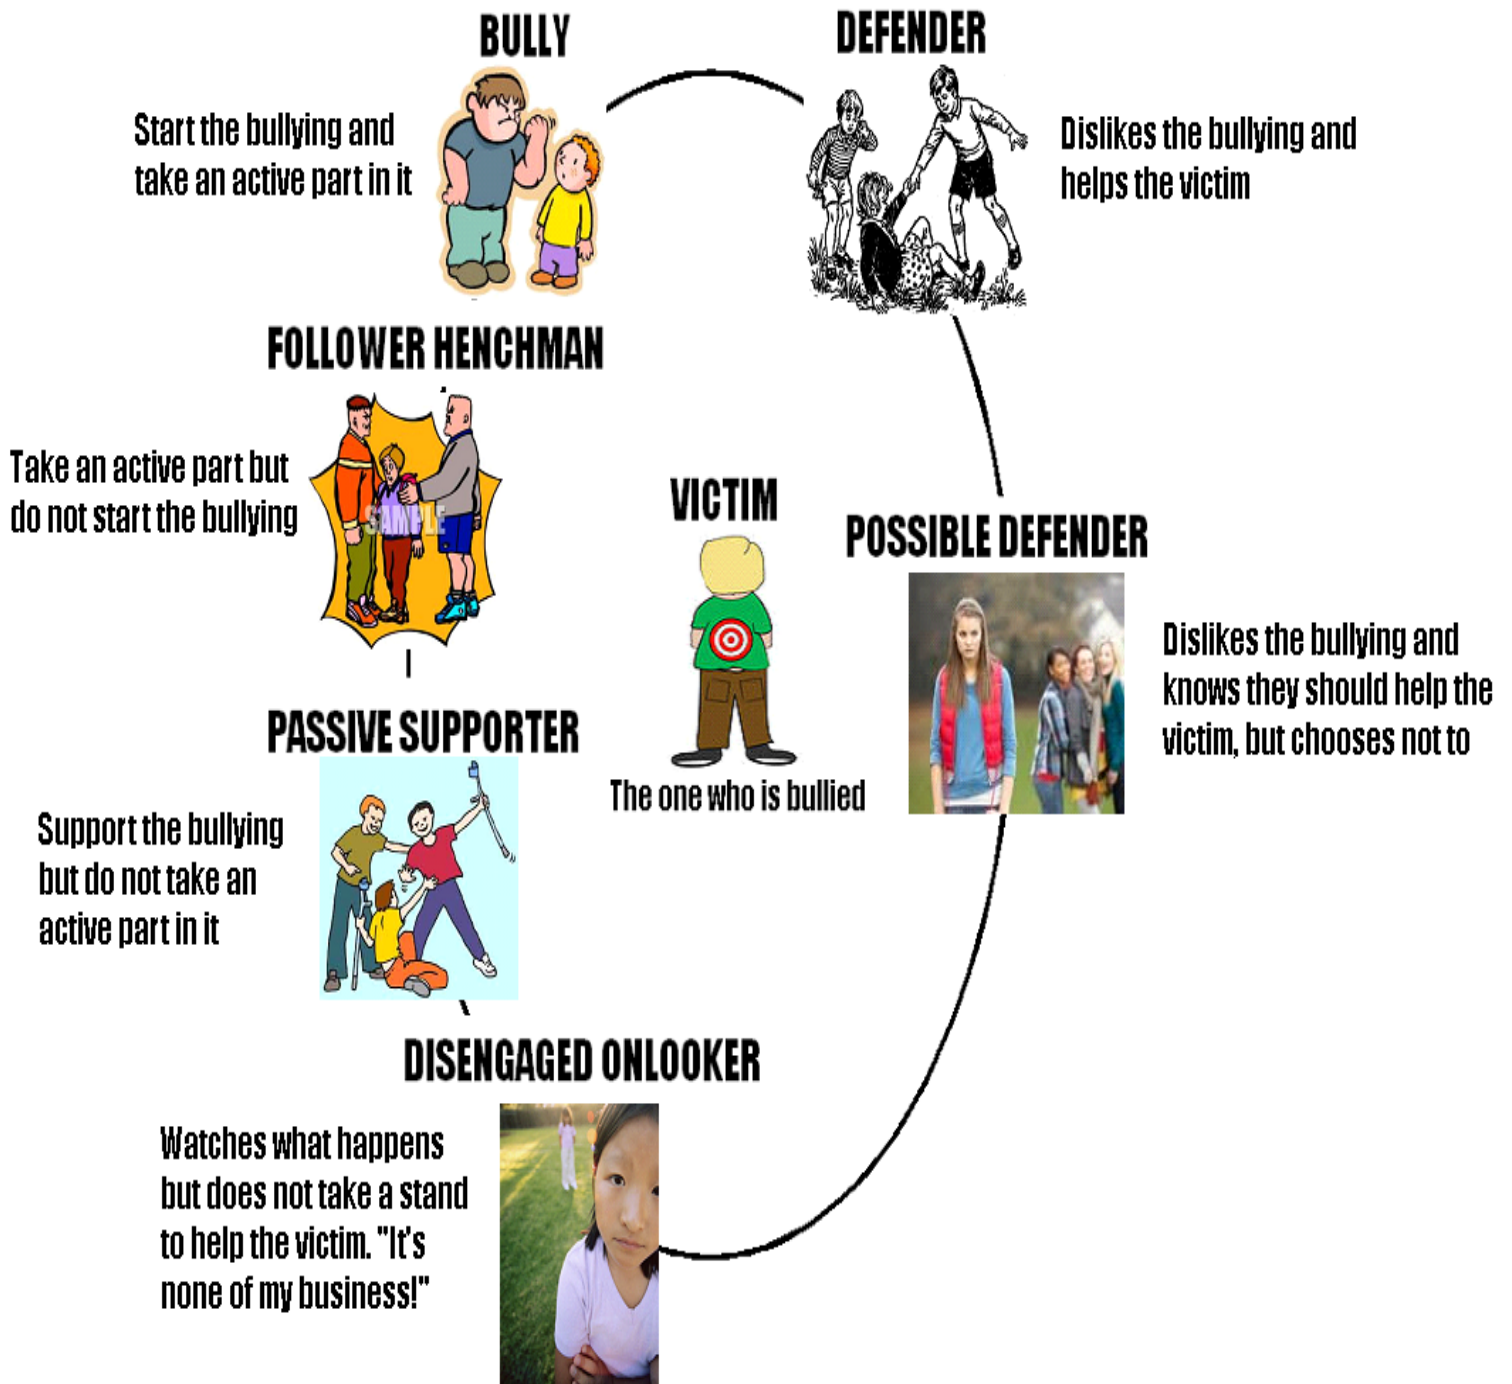 BULLY
Start the bullying and
take an active part in it
DEFENDER
Dislikes the bullying and
helps the victim
FOLLOWER HENCHMAN
Take an active part but
do not start the bullying
SAMPLE
VICTIM
The one who is bullied
POSSIBLE DEFENDER
Dislikes the bullying and
knows they should help the
victim, but chooses not to
PASSIVE SUPPORTER
Support the bullying
but do not take an
active part in it
DISENGAGED ONLOOKER
Watches what happens
but does not take a stand
to help the victim. "It's
none of my business!"